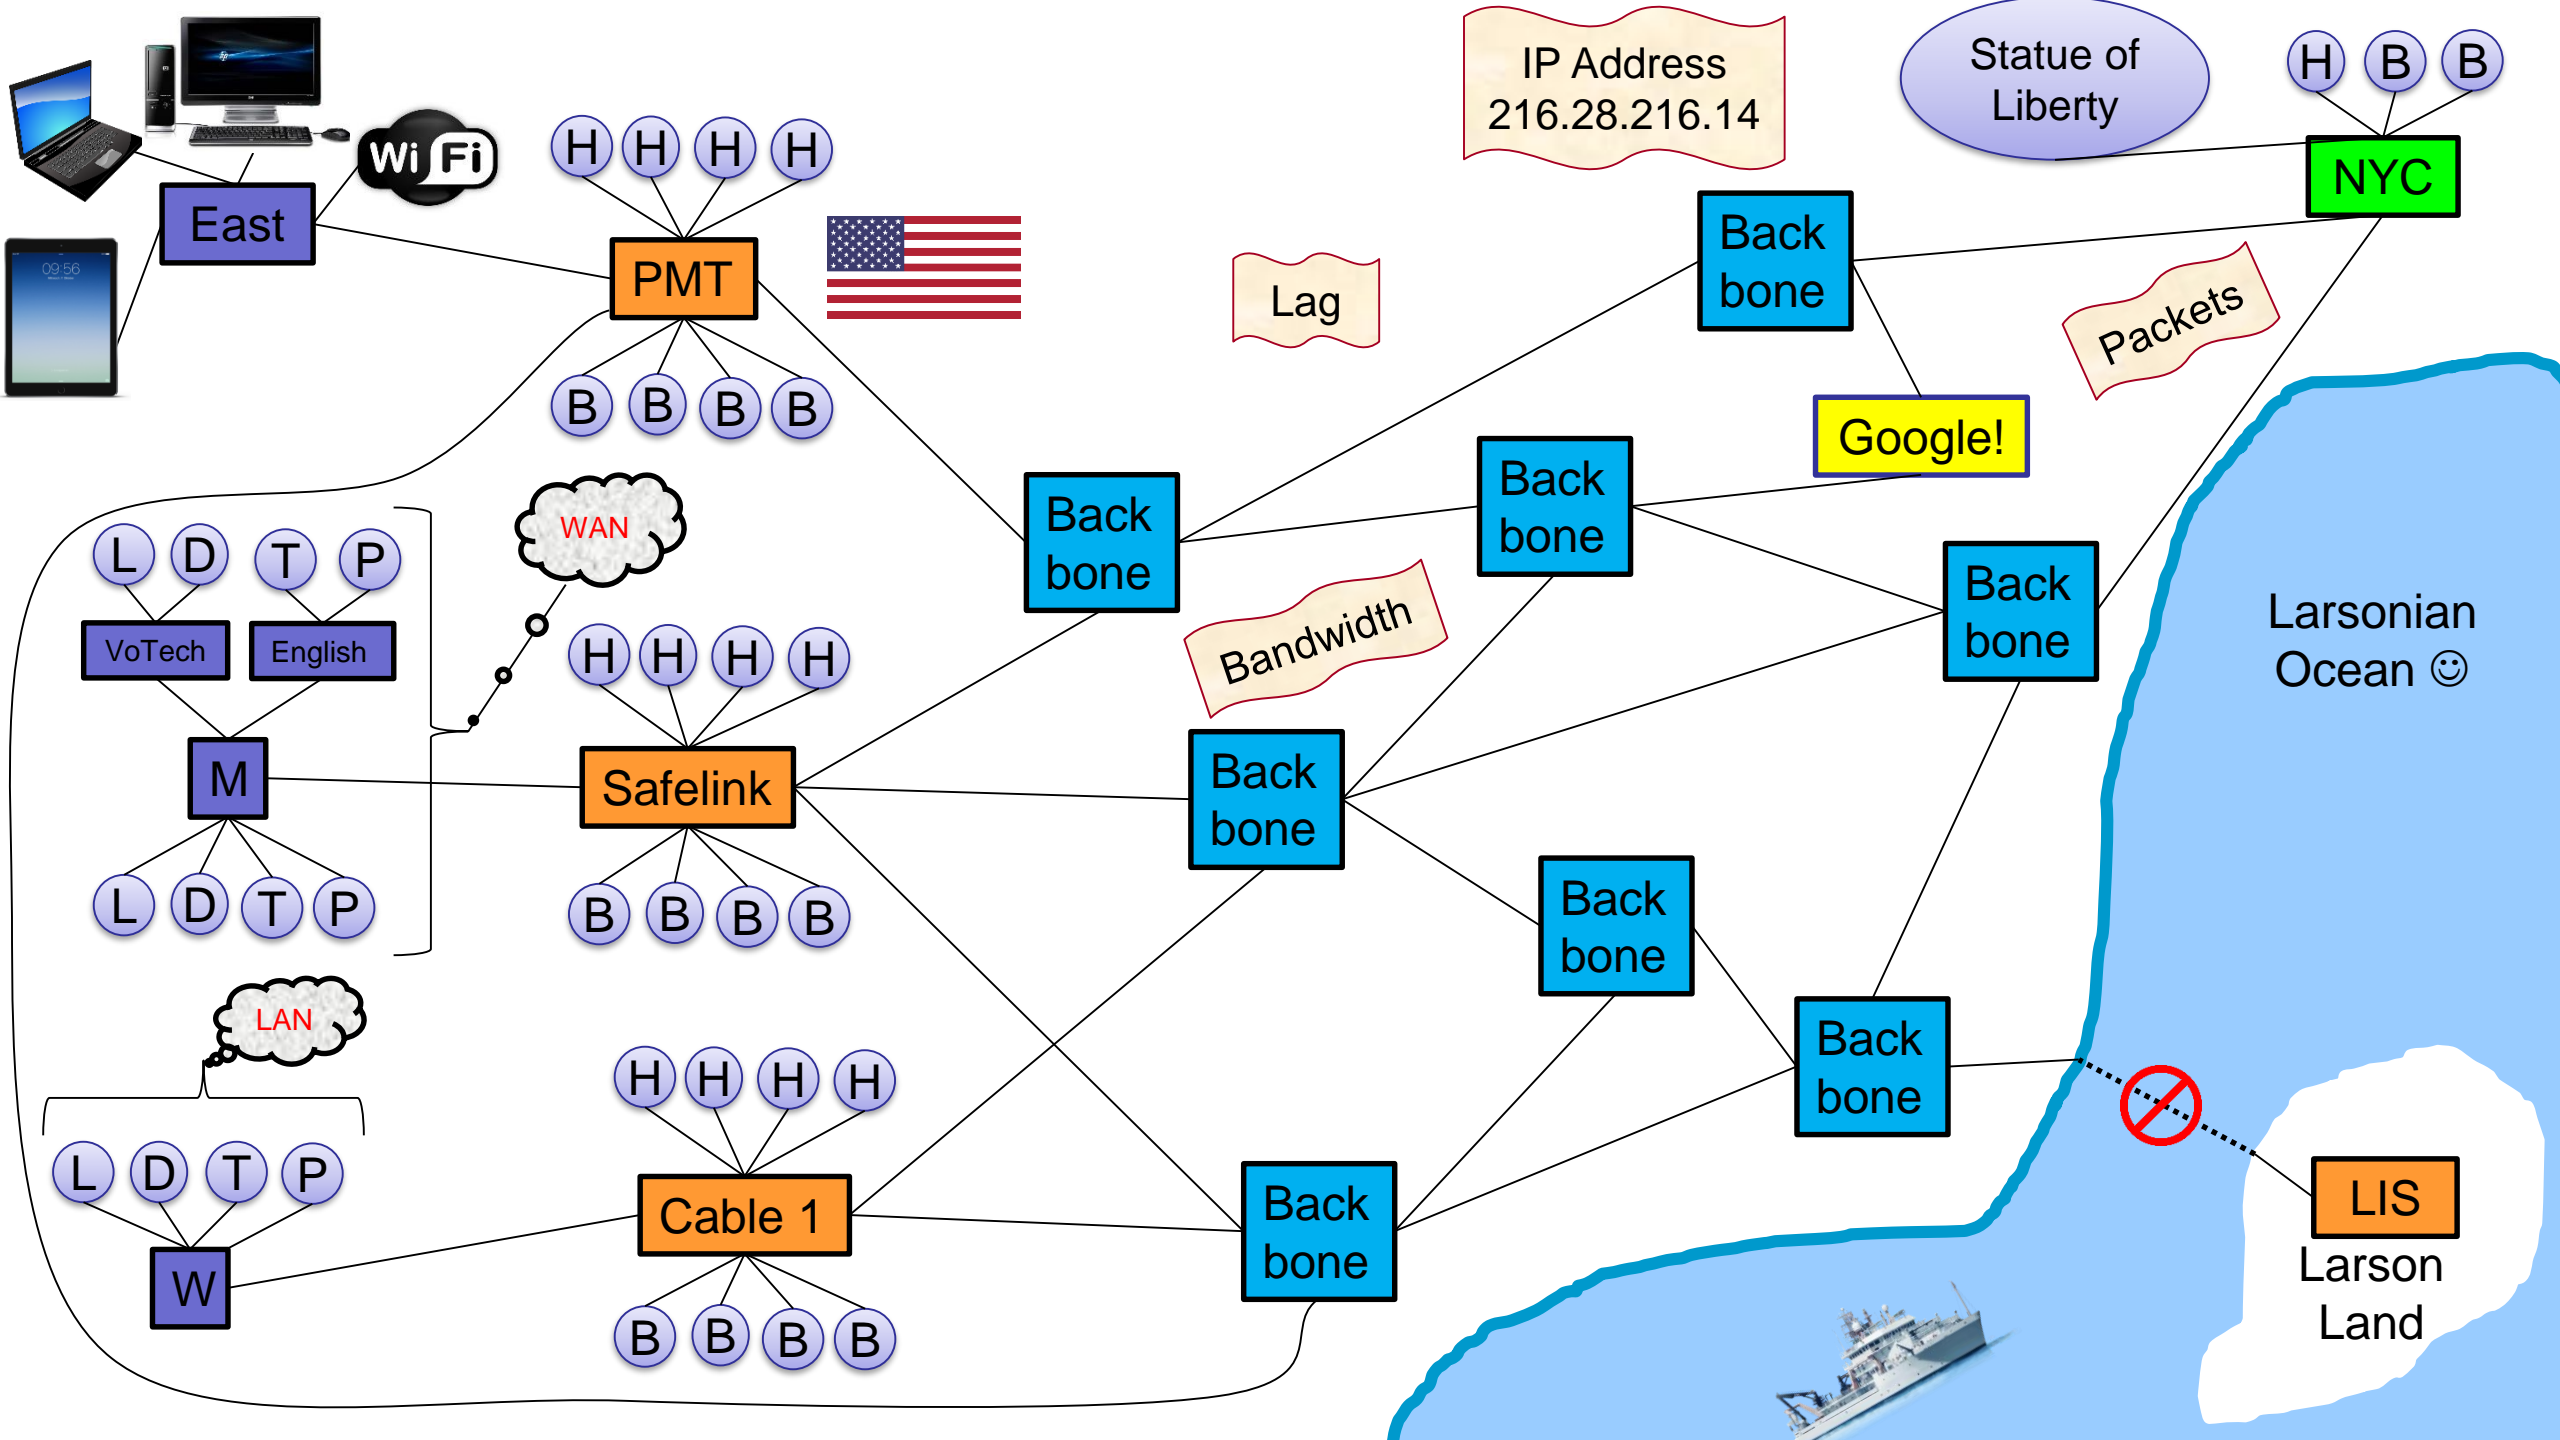 IP Address
216.28.216.14
Statue of
Liberty
H B B
NYC
Wi Fi
East
09:56
H H H H
PMT
B B B B
Lag
Back
bone
Packets
Google!
Back
bone
Back
bone
Back
bone
WAN
L D T P
VoTech English
M
L D T P
H H H H
Safelink
B B B B
Bandwidth
Back
bone
Larsonian
Ocean ☺
Back
bone
Back
bone
LAN
L D T P
W
H H H H
Cable 1
B B B B
Back
bone
LIS
Larson
Land